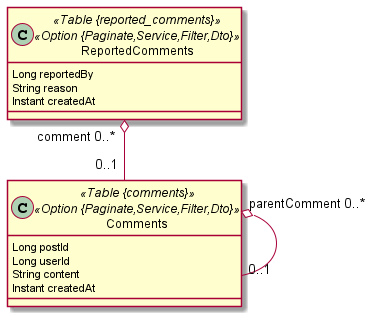 «Table {reported_comments}»
«Option {Paginate,Service,Filter,Dto}»
C
ReportedComments
Long reportedBy
String reason
Instant createdAt
comment 0..*
0..1
«Table {comments}»
«Option {Paginate,Service,Filter,Dto}»
C
Comments
parentComment 0..*
Long postId
Long userId
String content
Instant createdAt
0..1